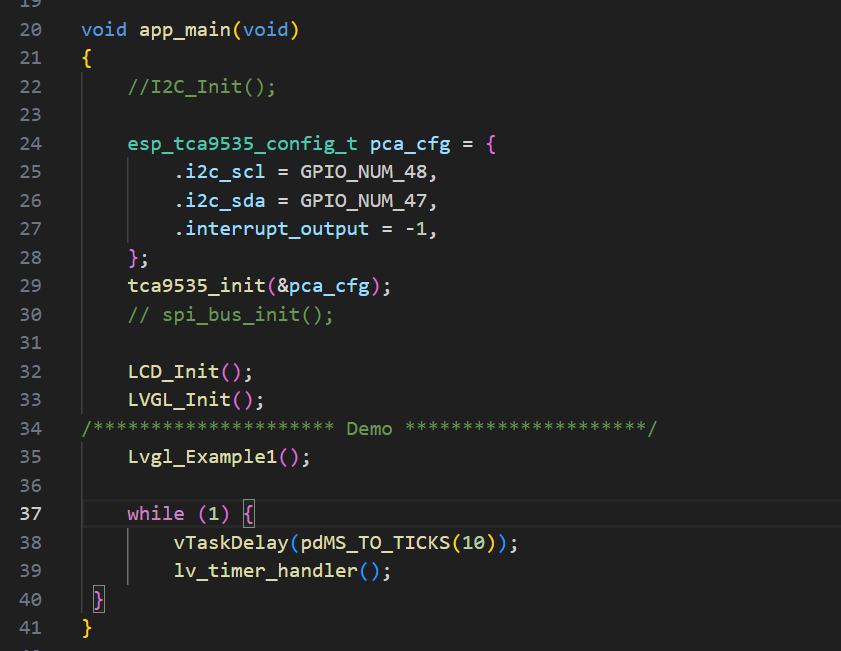 19
20 void app_main(void)
21 {
22 //I2C_Init();
23
24 esp_tca9535_config_t pca_cfg = {
25 .i2c_scl = GPIO_NUM_48,
26 .i2c_sda = GPIO_NUM_47,
27 .interrupt_output = -1,
28 };
29 tca9535_init(&pca_cfg);
30 // spi_bus_init();
31
32 LCD_Init();
33 LVGL_Init();
34 /********************* Demo *********************/
35 Lvgl_Example1();
36
37 while (1) {
38 vTaskDelay(pdMS_TO_TICKS(10));
39 lv_timer_handler();
40 }
41 }